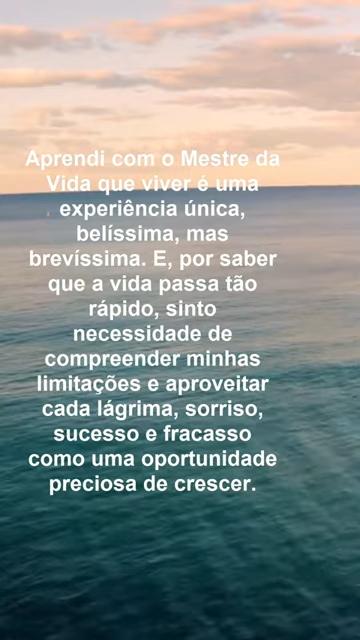 Aprendi com o Mestre da
Vida que viver é uma
experiência única,
belíssima, mas
brevíssima. E, por saber
que a vida passa tão
rápido, sinto
necessidade de
compreender minhas
limitações e aproveitar
cada lágrima, sorriso,
sucesso e fracasso
como uma oportunidade
preciosa de crescer.